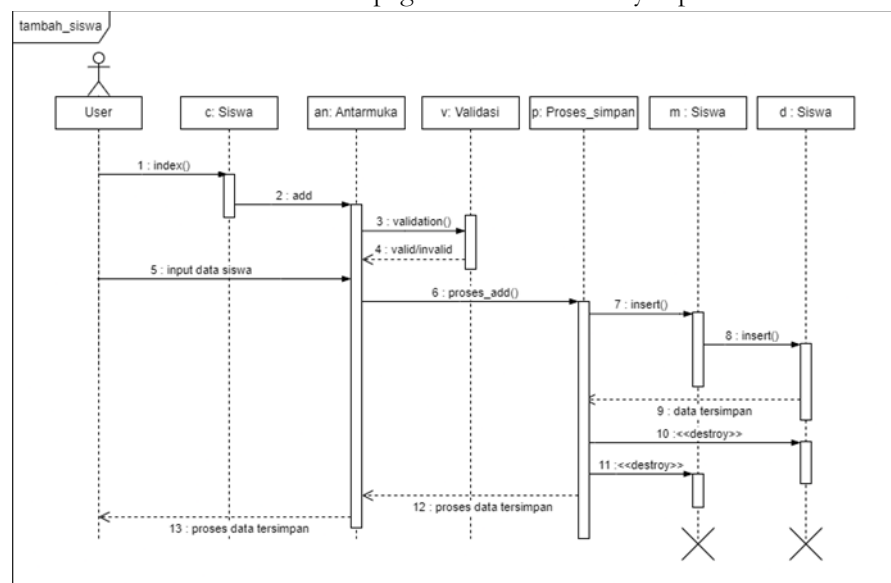 tambah_siswa
User
c: Siswa
an: Antarmuka
v: Validasi
p: Proses_simpan
m : Siswa
d : Siswa
1 : index()
2 : add
3 : validation()
4 : valid/invalid
5 : input data siswa
6 : proses_add()
7 : insert()
8 : insert()
9 : data tersimpan
10 :<<destroy>>
11 :<<destroy>>
12 : proses data tersimpan
13 : proses data tersimpan